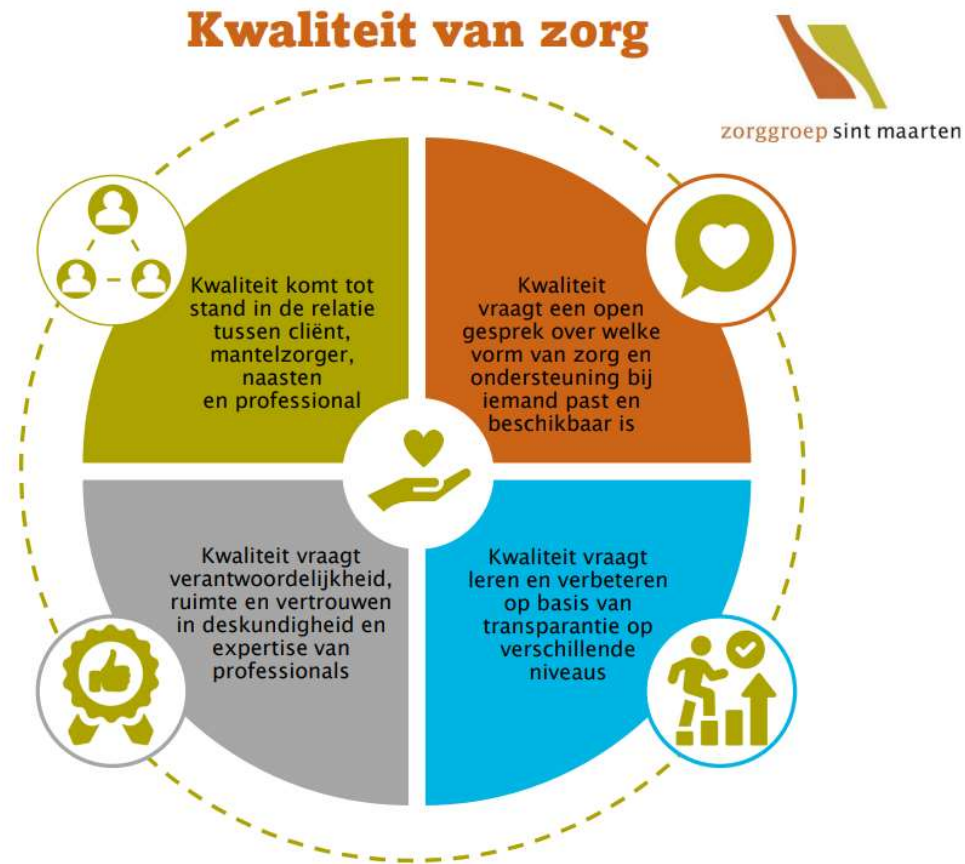 Kwaliteit van zorg
zorggroep sint maarten
Kwaliteit komt tot
stand in de relatie
tussen cliënt,
mantelzorger,
naasten
en professional
Kwaliteit
vraagt een open
gesprek over welke
vorm van zorg en
ondersteuning bij
iemand past en
beschikbaar is
Kwaliteit vraagt
verantwoordelijkheid,
ruimte en vertrouwen
in deskundigheid en
expertise van
professionals
Kwaliteit vraagt
leren en verbeteren
op basis van
transparantie op
verschillende
niveaus